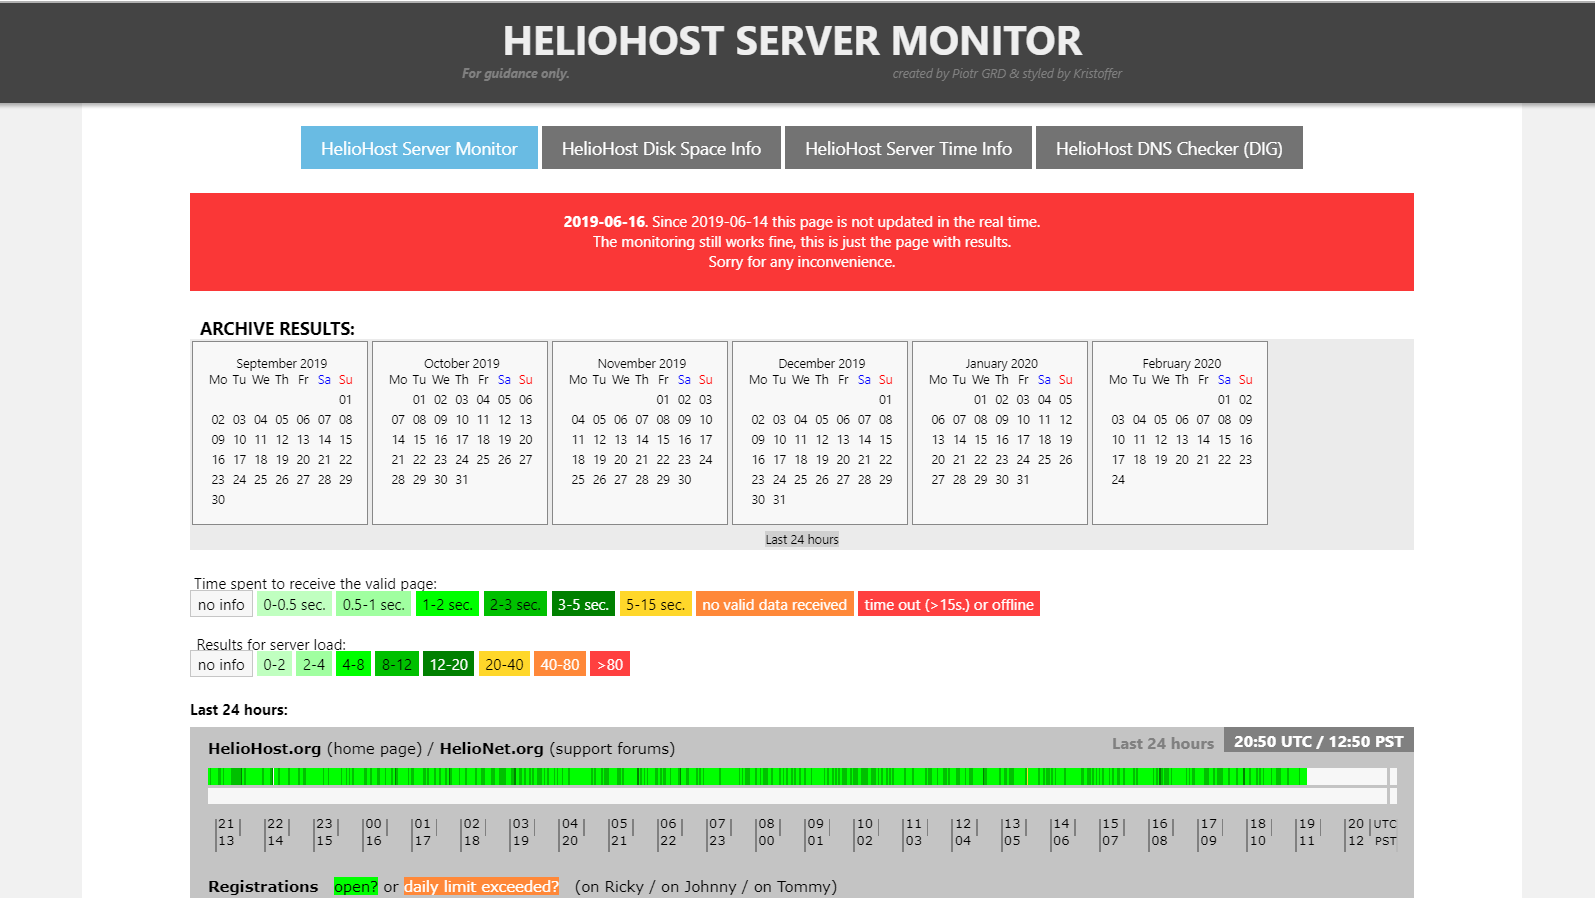 HELIOHOST SERVER MONITOR
For guidance only. created by Piotr GRD & styled by Kristoffer
HelioHost Server Monitor HelioHost Disk Space Info HelioHost Server Time Info HelioHost DNS Checker (DIG)
2019-06-16. Since 2019-06-14 this page is not updated in the real time.
The monitoring still works fine, this is just the page with results.
Sorry for any inconvenience.
ARCHIVE RESULTS:
September 2019
Mo Tu We Th Fr Sa Su
01
02 03 04 05 06 07 08
09 10 11 12 13 14 15
16 17 18 19 20 21 22
23 24 25 26 27 28 29
30
October 2019
Mo Tu We Th Fr Sa Su
01 02 03 04 05 06
07 08 09 10 11 12 13
14 15 16 17 18 19 20
21 22 23 24 25 26 27
28 29 30 31
November 2019
Mo Tu We Th Fr Sa Su
01 02 03
04 05 06 07 08 09 10
11 12 13 14 15 16 17
18 19 20 21 22 23 24
25 26 27 28 29 30
December 2019
Mo Tu We Th Fr Sa Su
01
02 03 04 05 06 07 08
09 10 11 12 13 14 15
16 17 18 19 20 21 22
23 24 25 26 27 28 29
30 31
January 2020
Mo Tu We Th Fr Sa Su
01 02 03 04 05
06 07 08 09 10 11 12
13 14 15 16 17 18 19
20 21 22 23 24 25 26
27 28 29 30 31
February 2020
Mo Tu We Th Fr Sa Su
01 02
03 04 05 06 07 08 09
10 11 12 13 14 15 16
17 18 19 20 21 22 23
24
Last 24 hours
Time spent to receive the valid page:
no info 0-0.5 sec. 0.5-1 sec. 1-2 sec. 2-3 sec. 3-5 sec. 5-15 sec. no valid data received time out (>15s.) or offline
Results for server load:
no info 0-2 2-4 4-8 8-12 12-20 20-40 40-80 >80
Last 24 hours:
HelioHost.org (home page) / HelioNet.org (support forums) Last 24 hours 20:50 UTC / 12:50 PST
21 22 23 00 01 02 03 04 05 06 07 08 09 10 11 12 13 14 15 16 17 18 19 20 UTC
13 14 15 16 17 18 19 20 21 22 23 00 01 02 03 04 05 06 07 08 09 10 11 12 PST
Registrations open? or daily limit exceeded? (on Ricky / on Johnny / on Tommy)